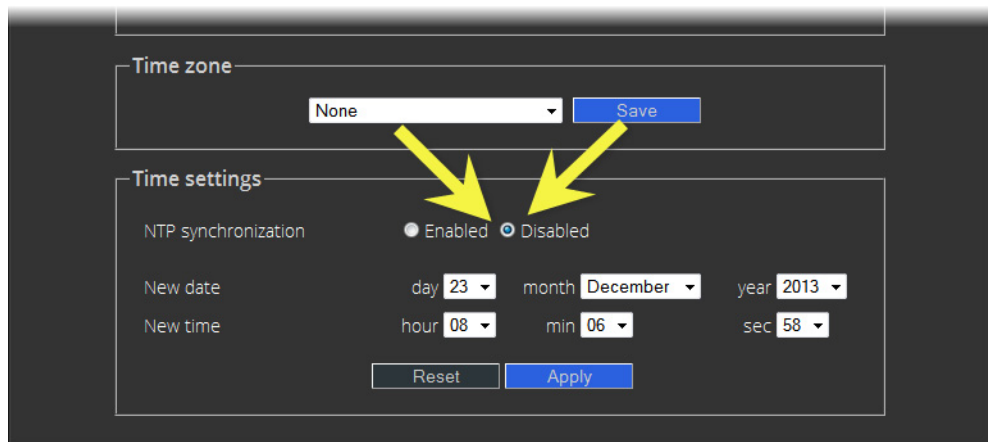 Time zone
None Save
Time settings
NTP synchronization Enabled Disabled
New date day 23 month December year 2013
New time hour 08 min 06 sec 58
Reset Apply